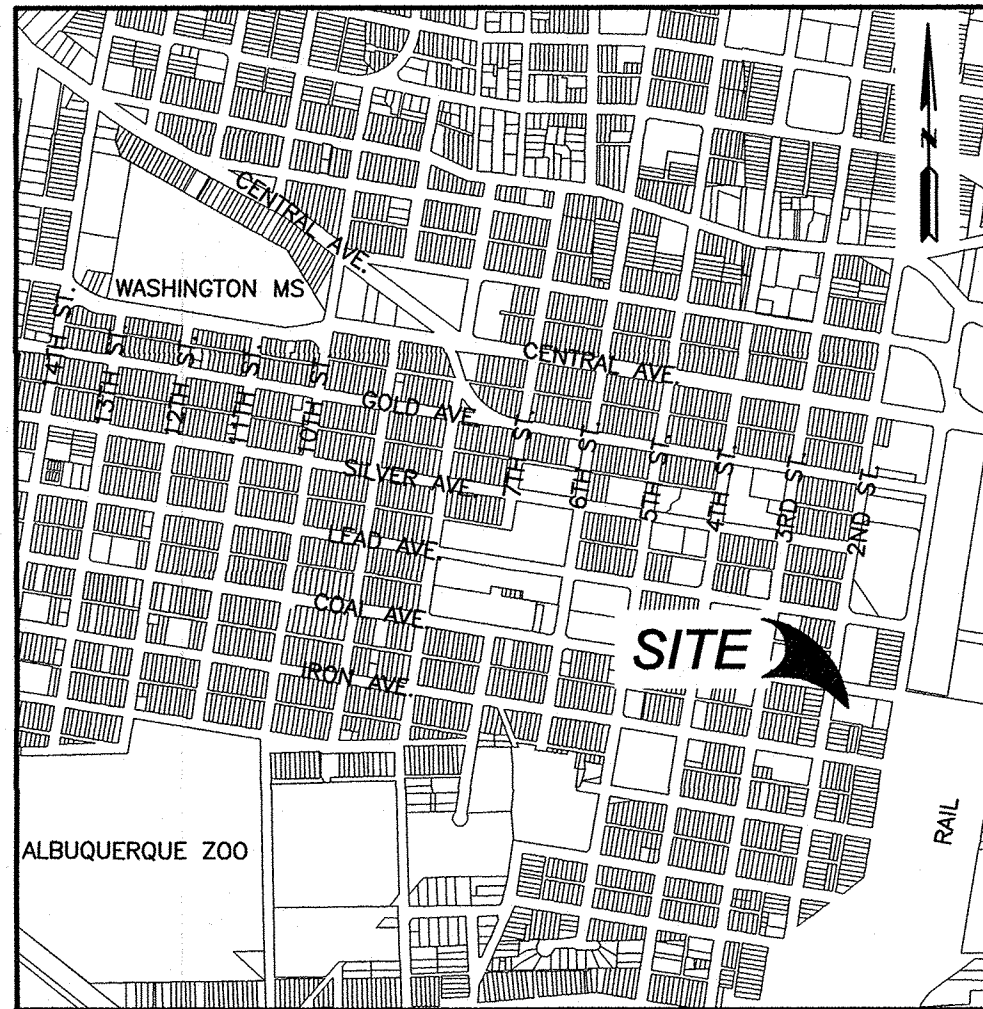 N
CENTRAL AVE.
WASHINGTON MS
14TH ST.
13TH ST.
12TH ST.
11TH ST.
10TH ST.
CENTRAL AVE.
GOLD AVE.
SILVER AVE.
7TH ST.
6TH ST.
5TH ST.
4TH ST.
3RD ST.
2ND ST.
LEAD AVE.
COAL AVE.
IRON AVE.
SITE
RAIL
ALBUQUERQUE ZOO